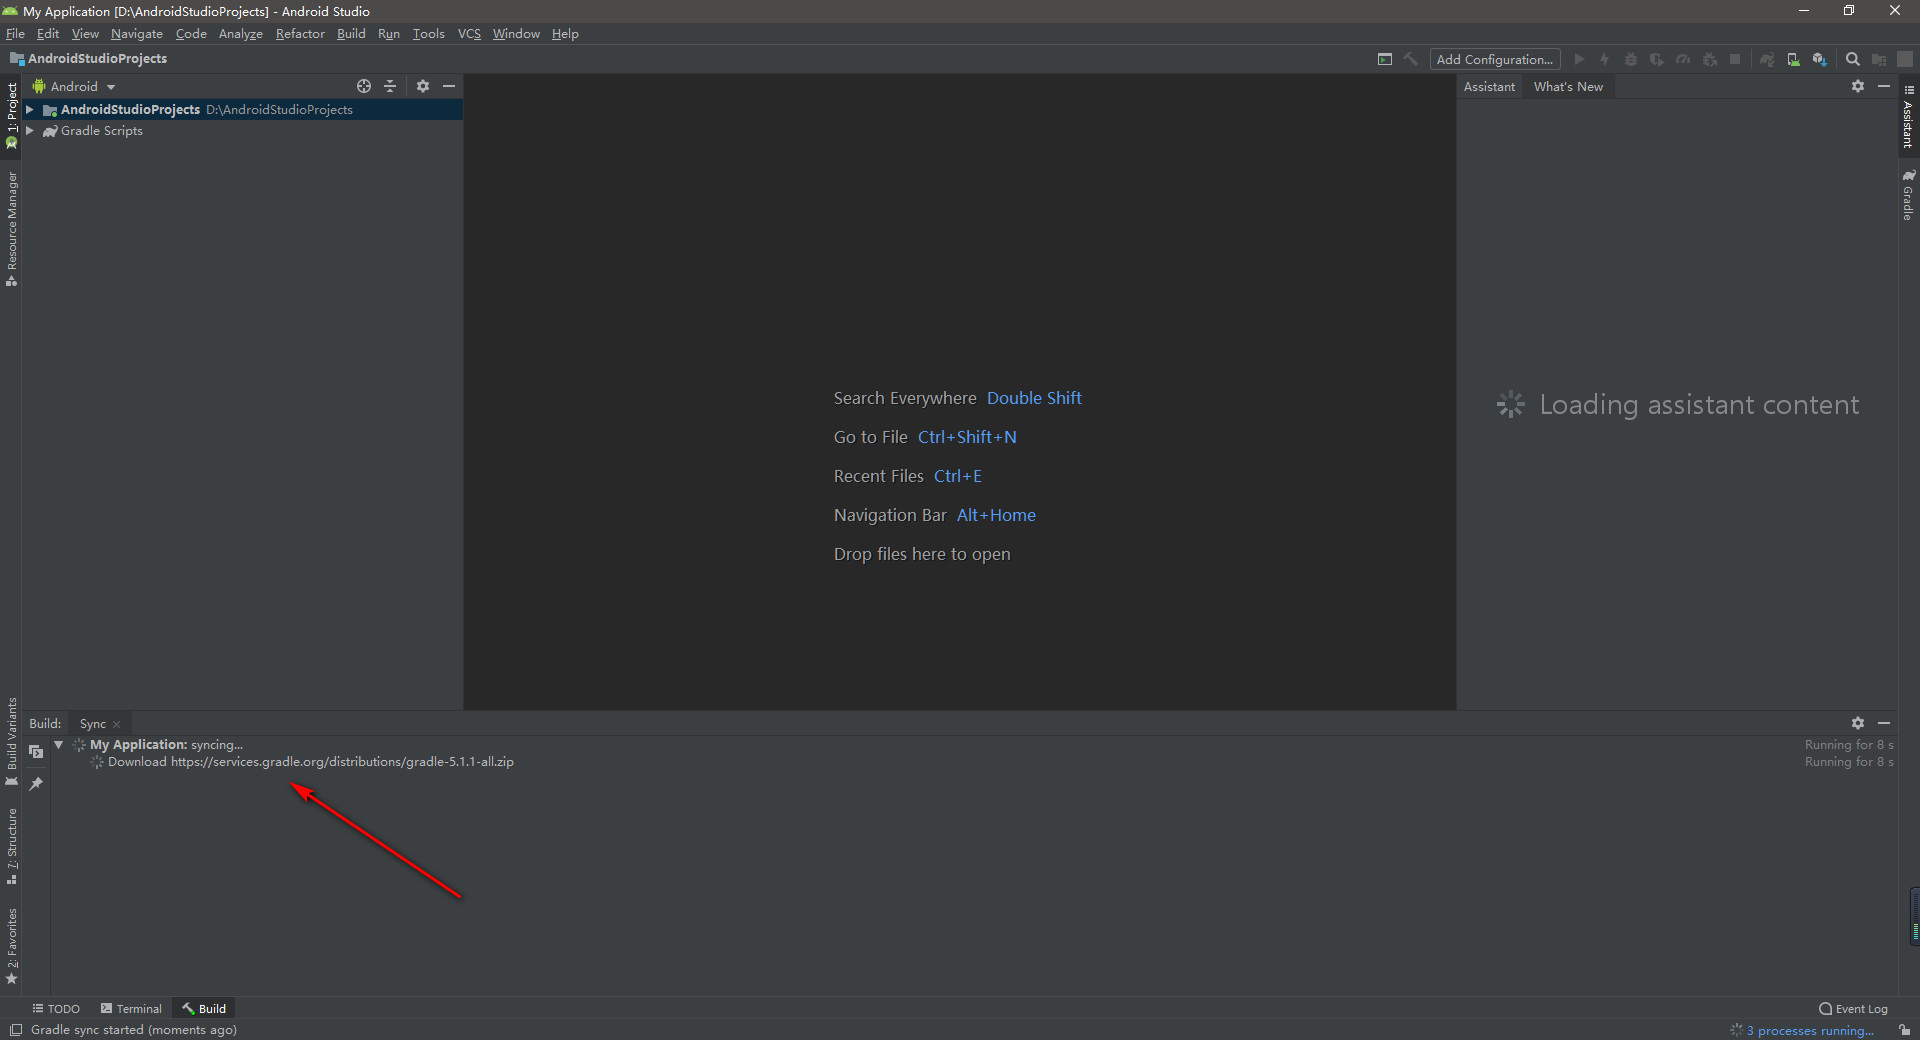 My Application [D:\AndroidStudioProjects] - Android Studio
File Edit View Navigate Code Analyze Refactor Build Run Tools VCS Window Help
AndroidStudioProjects
Add Configuration...
Android
AndroidStudioProjects D:\AndroidStudioProjects
Gradle Scripts
1: Project
Resource Manager
Build Variants
7: Structure
2: Favorites
Search Everywhere Double Shift
Go to File Ctrl+Shift+N
Recent Files Ctrl+E
Navigation Bar Alt+Home
Drop files here to open
Assistant What's New
Loading assistant content
Assistant
Gradle
Build: Sync
My Application: syncing... Running for 8 s
Download https://services.gradle.org/distributions/gradle-5.1.1-all.zip Running for 8 s
TODO Terminal Build Event Log
Gradle sync started (moments ago) 3 processes running...